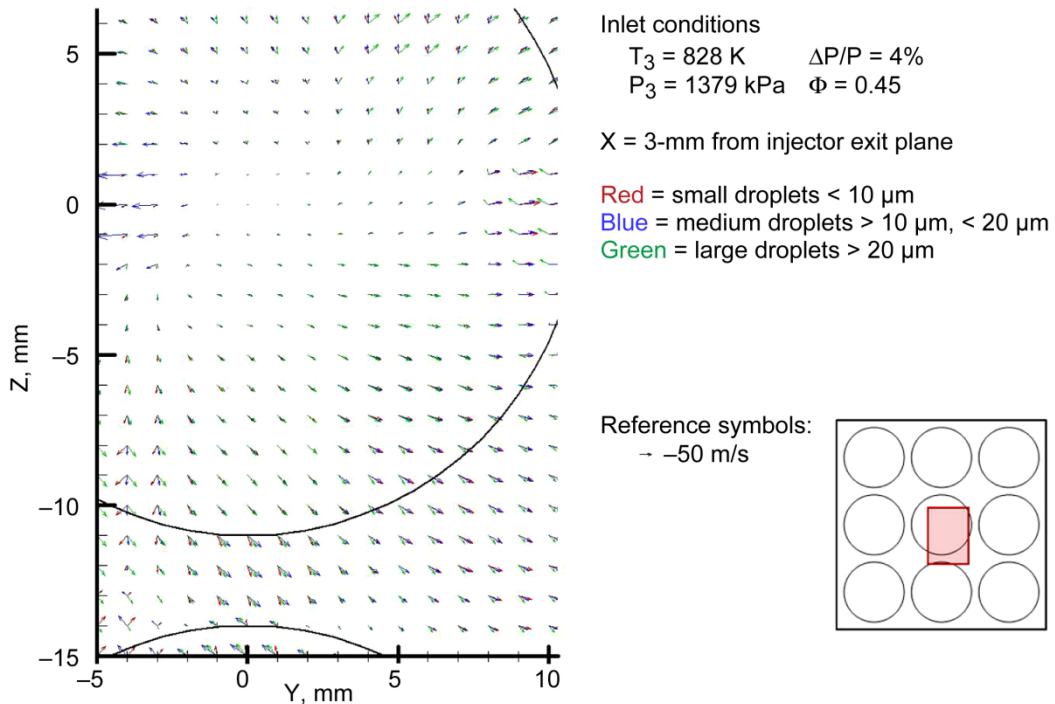 Inlet conditions
T3 = 828 K ΔP/P = 4%
P3 = 1379 kPa Φ = 0.45
X = 3-mm from injector exit plane
Red = small droplets < 10 µm
Blue = medium droplets > 10 µm, < 20 µm
Green = large droplets > 20 µm
Reference symbols:
→ –50 m/s
Z, mm
5
0
–5
–10
–15
–5
0
5
10
Y, mm